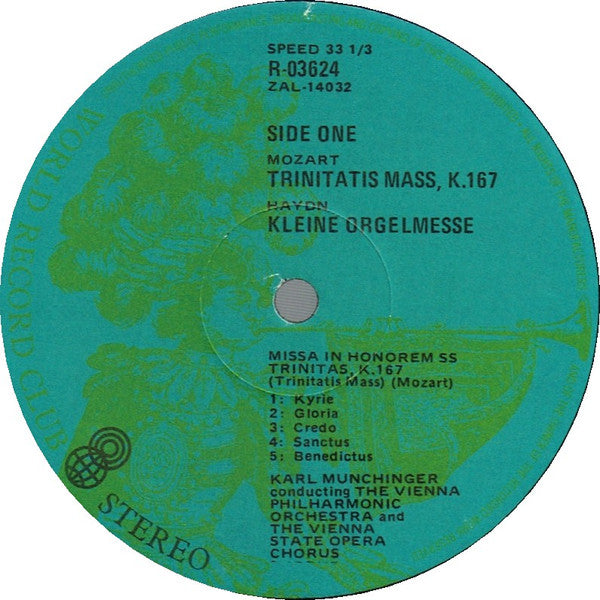 SPEED 33 1/3
R-03624
ZAL-14032
SIDE ONE
MOZART
TRINITATIS MASS, K.167
HAYDN
KLEINE ORGELMESSE
MISSA IN HONOREM SS
TRINITAS, K.167
(Trinitatis Mass) (Mozart)
1: Kyrie
2: Gloria
3: Credo
4: Sanctus
5: Benedictus
KARL MUNCHINGER
conducting THE VIENNA
PHILHARMONIC
ORCHESTRA and
THE VIENNA
STATE OPERA
CHORUS
WORLD RECORD CLUB
STEREO